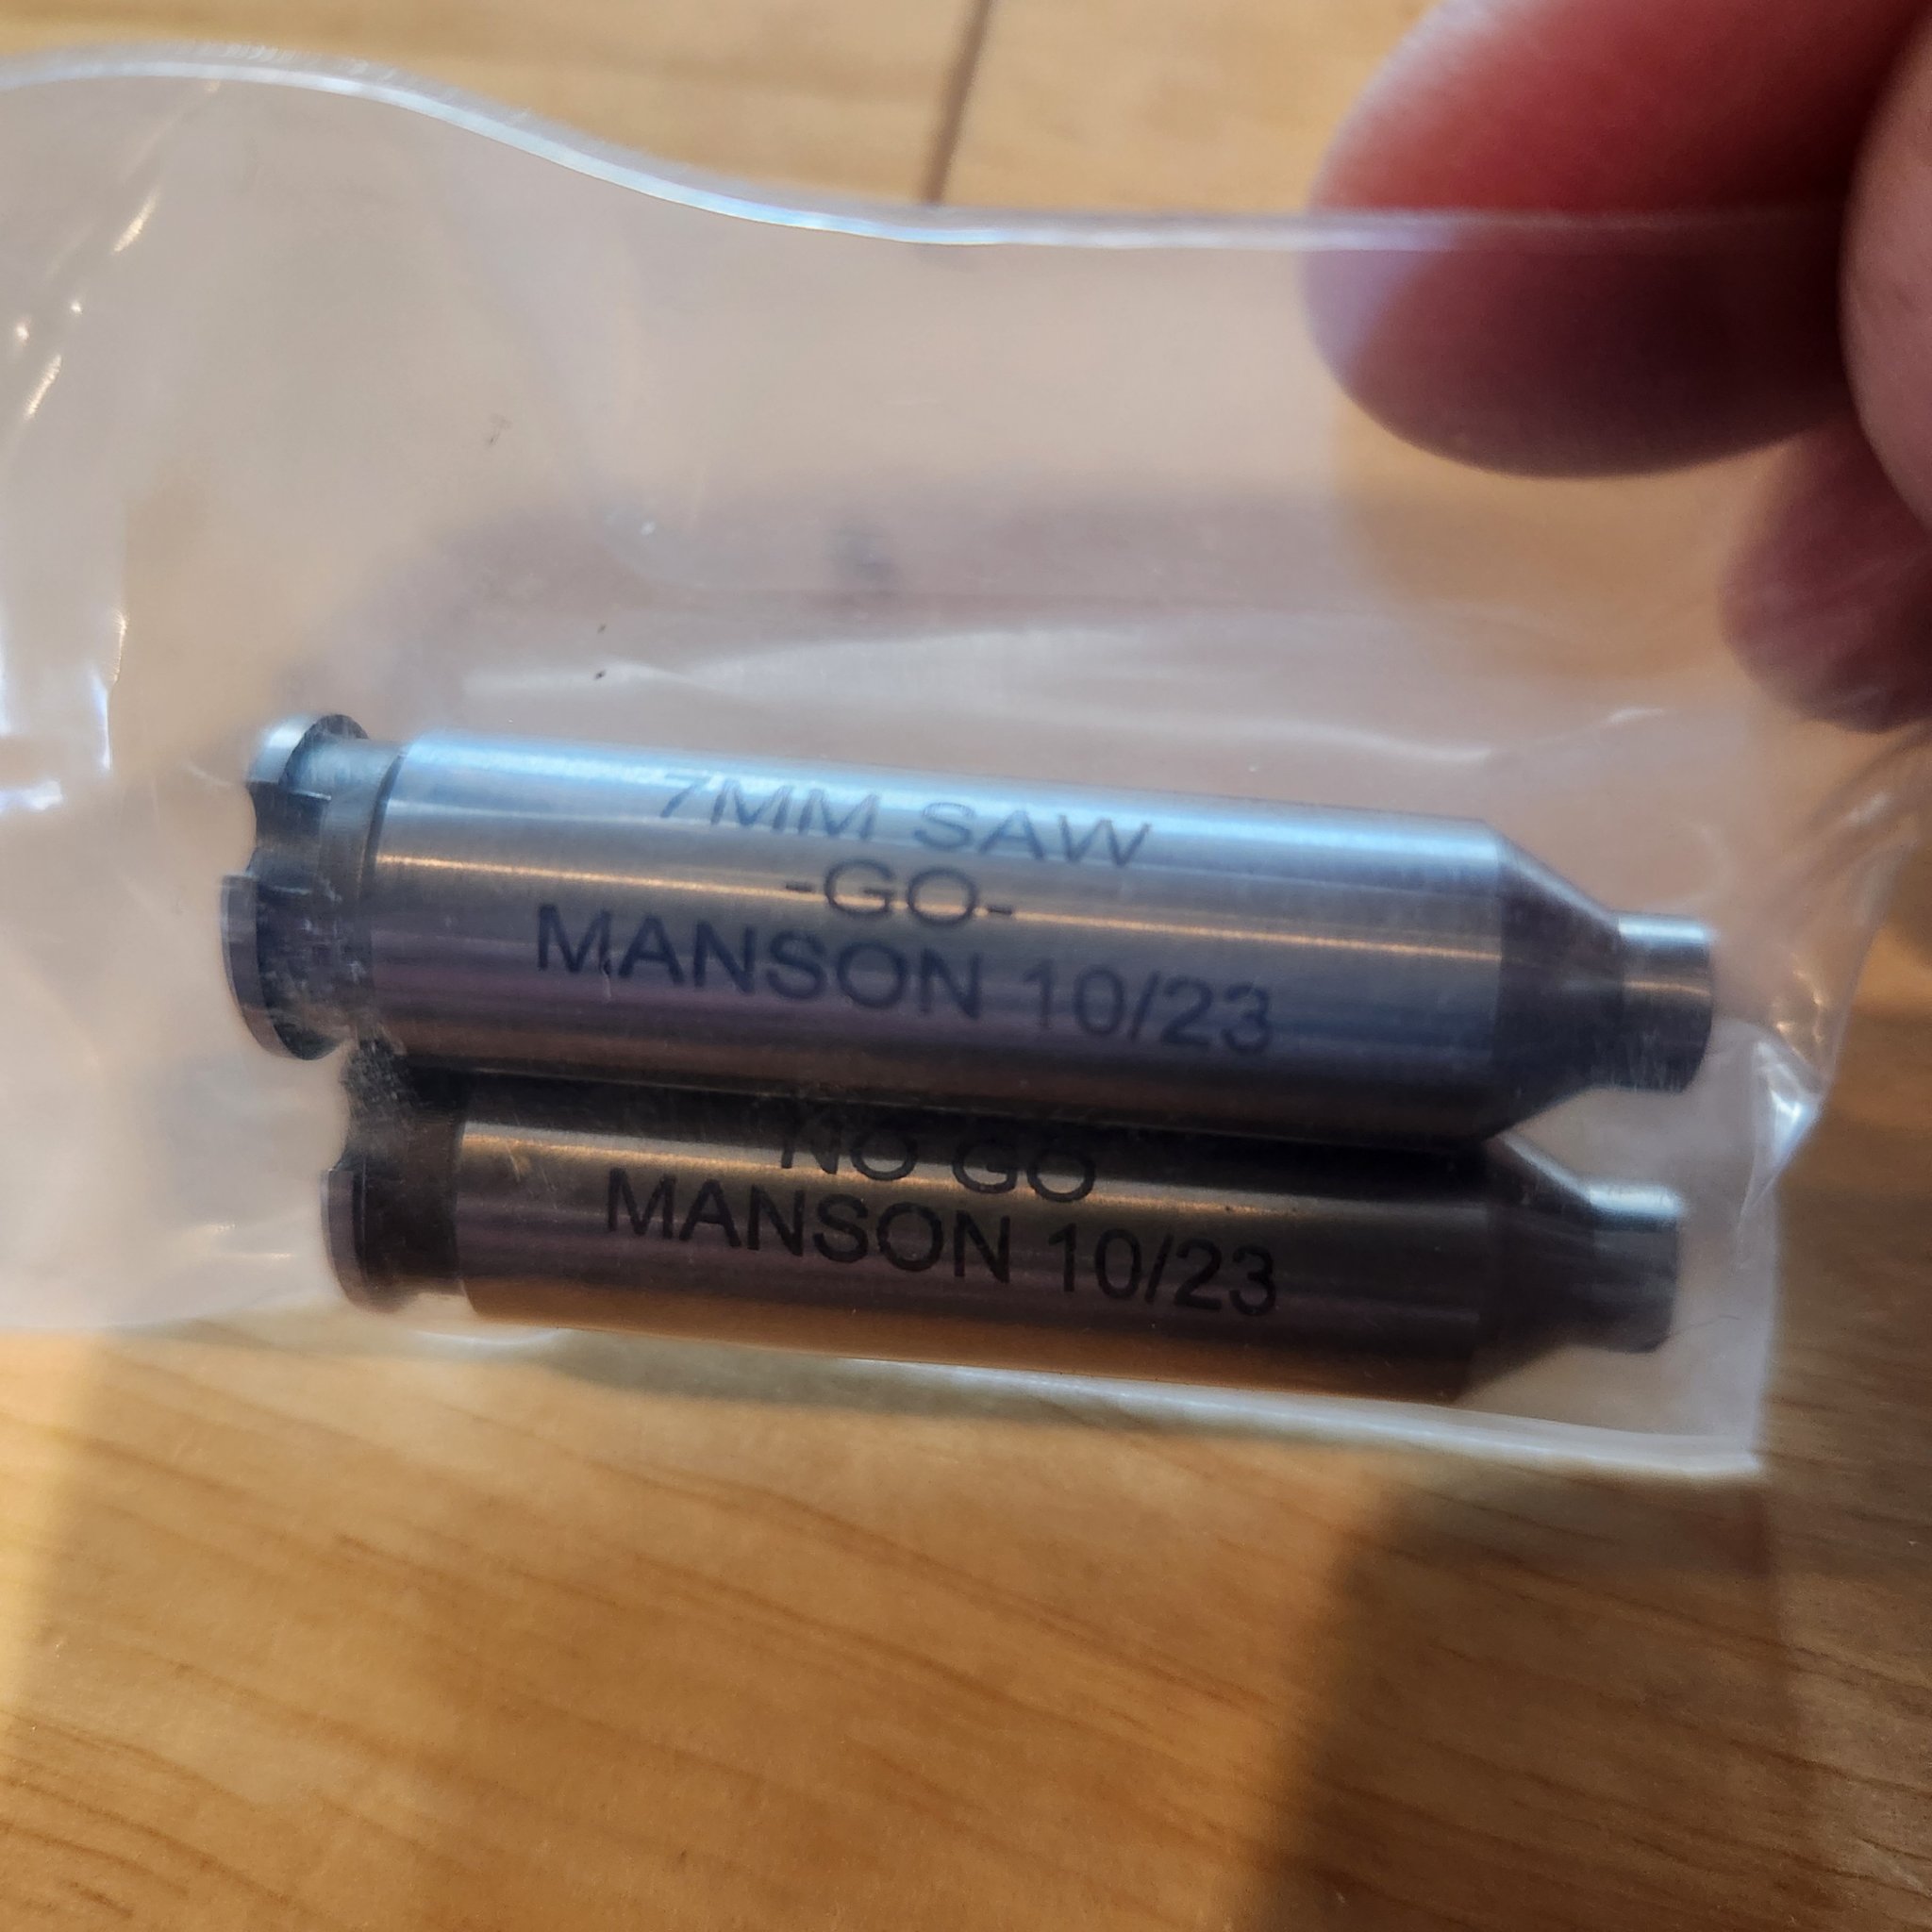 7MM SAW
-GO-
MANSON 10/23
NO GO
MANSON 10/23